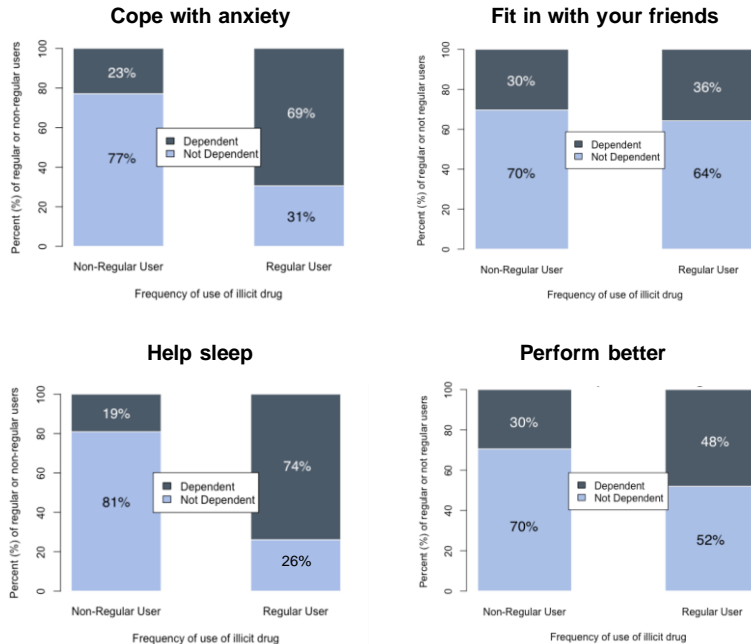 Cope with anxiety
Percent (%) of regular or non-regular users
0
20
40
60
80
100
23%
77%
69%
31%
Dependent
Not Dependent
Non-Regular User
Regular User
Frequency of use of illicit drug
Fit in with your friends
Percent (%) of regular or not regular users
0
20
40
60
80
100
30%
70%
36%
64%
Dependent
Not Dependent
Non-Regular User
Regular User
Frequency of use of illicit drug
Help sleep
Percent (%) of regular or non-regular users
0
20
40
60
80
100
19%
81%
74%
26%
Dependent
Not Dependent
Non-Regular User
Regular User
Frequency of use of illicit drug
Perform better
Percent (%) of regular or not regular users
0
20
40
60
80
100
30%
70%
48%
52%
Dependent
Not Dependent
Non-Regular User
Regular User
Frequency of use of illicit drug